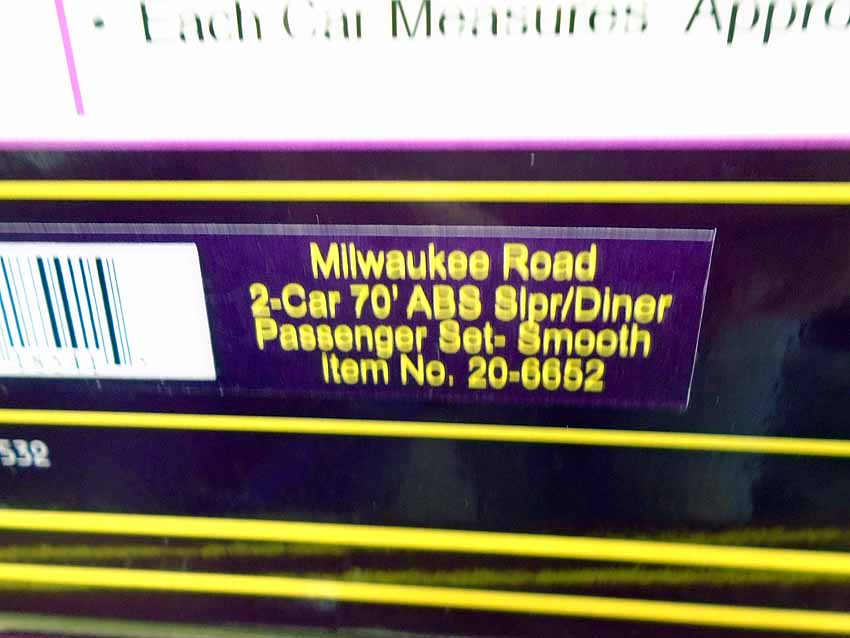 • Each Car Measures Appro
Milwaukee Road
2-Car 70' ABS Slpr/Diner
Passenger Set- Smooth
Item No. 20-6652
532